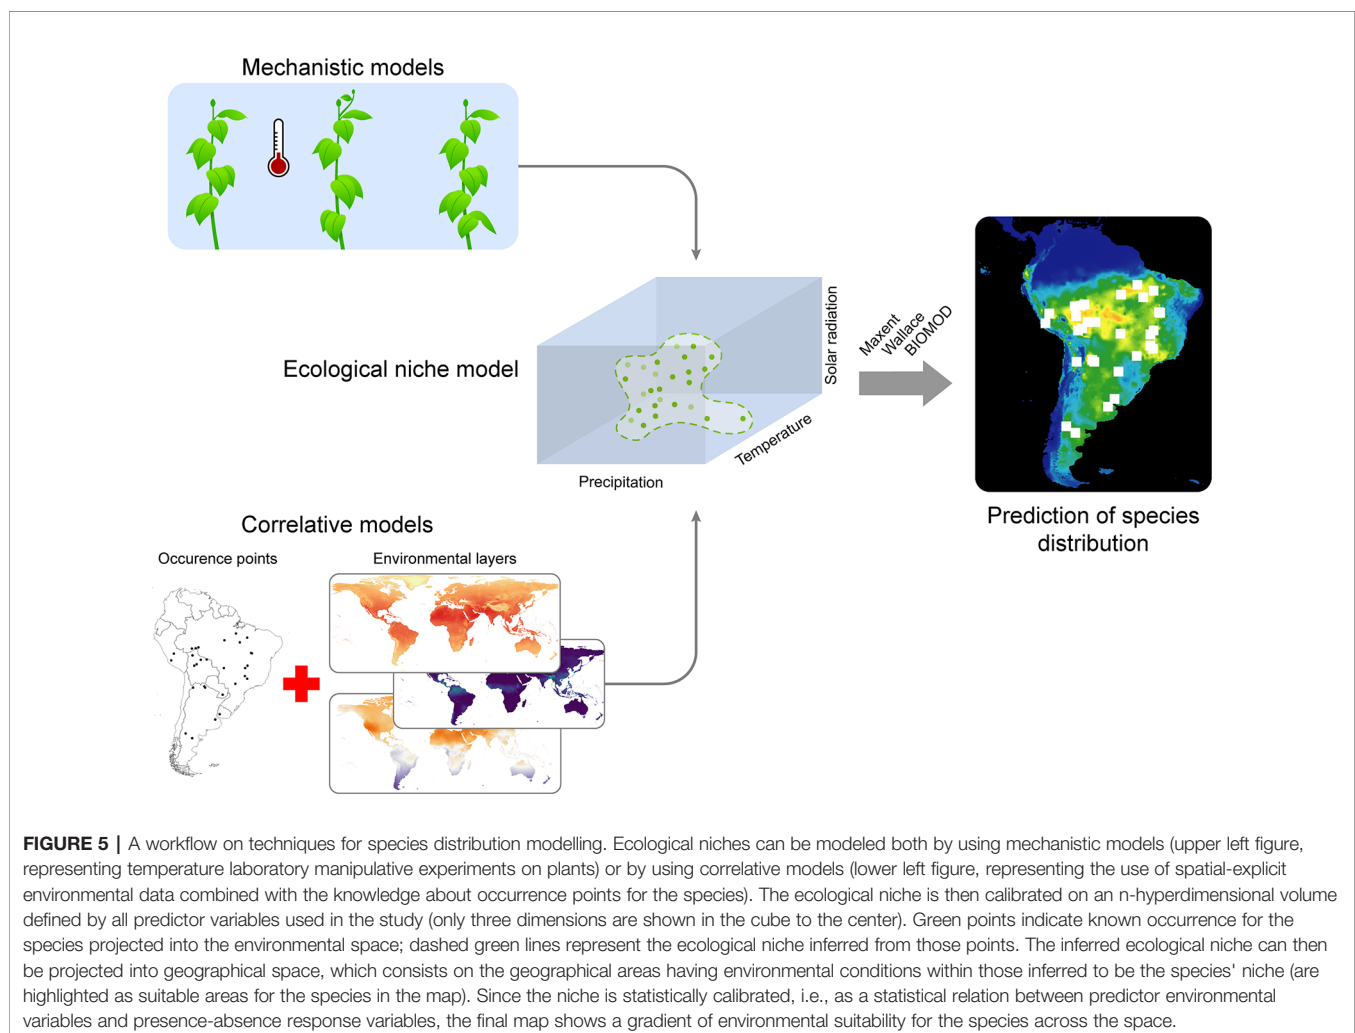 Mechanistic models
Ecological niche model
Solar radiation
Temperature
Precipitation
Maxent
Wallace
BIOMOD
Prediction of species
distribution
Correlative models
Occurence points
Environmental layers
FIGURE 5 | A workflow on techniques for species distribution modelling. Ecological niches can be modeled both by using mechanistic models (upper left figure,
representing temperature laboratory manipulative experiments on plants) or by using correlative models (lower left figure, representing the use of spatial-explicit
environmental data combined with the knowledge about occurrence points for the species). The ecological niche is then calibrated on an n-hyperdimensional volume
defined by all predictor variables used in the study (only three dimensions are shown in the cube to the center). Green points indicate known occurrence for the
species projected into the environmental space; dashed green lines represent the ecological niche inferred from those points. The inferred ecological niche can then
be projected into geographical space, which consists on the geographical areas having environmental conditions within those inferred to be the species' niche (are
highlighted as suitable areas for the species in the map). Since the niche is statistically calibrated, i.e., as a statistical relation between predictor environmental
variables and presence-absence response variables, the final map shows a gradient of environmental suitability for the species across the space.